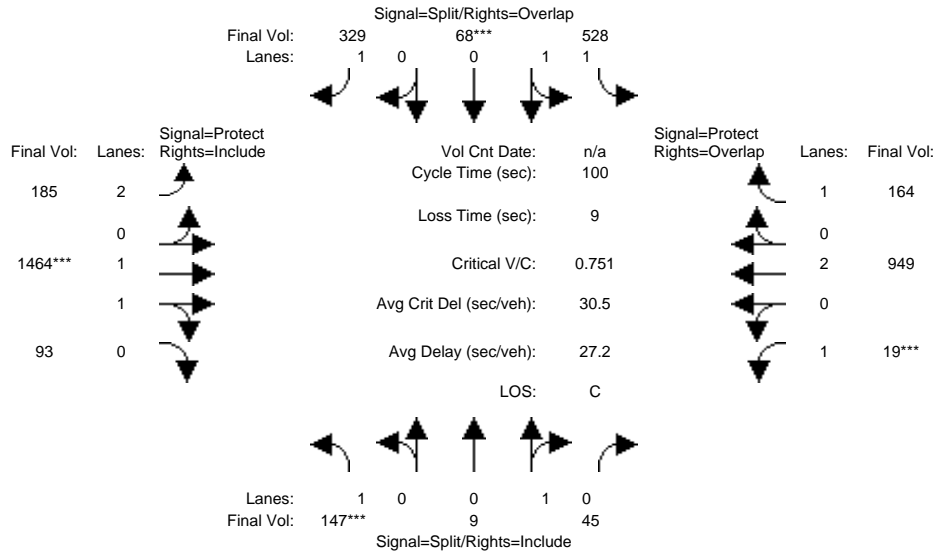 Signal=Split/Rights=Overlap
Final Vol: 329 68*** 528
Lanes: 1 0 0 1 1
Signal=Protect
Final Vol: Lanes: Rights=Include
Vol Cnt Date: n/a
Signal=Protect
Rights=Overlap Lanes: Final Vol:
Cycle Time (sec): 100
185 2
1 164
Loss Time (sec): 9
0
0
1464*** 1
Critical V/C: 0.751
2 949
1
Avg Crit Del (sec/veh): 30.5
0
93 0
Avg Delay (sec/veh): 27.2
1 19***
LOS: C
Lanes: 1 0 0 1 0
Final Vol: 147*** 9 45
Signal=Split/Rights=Include